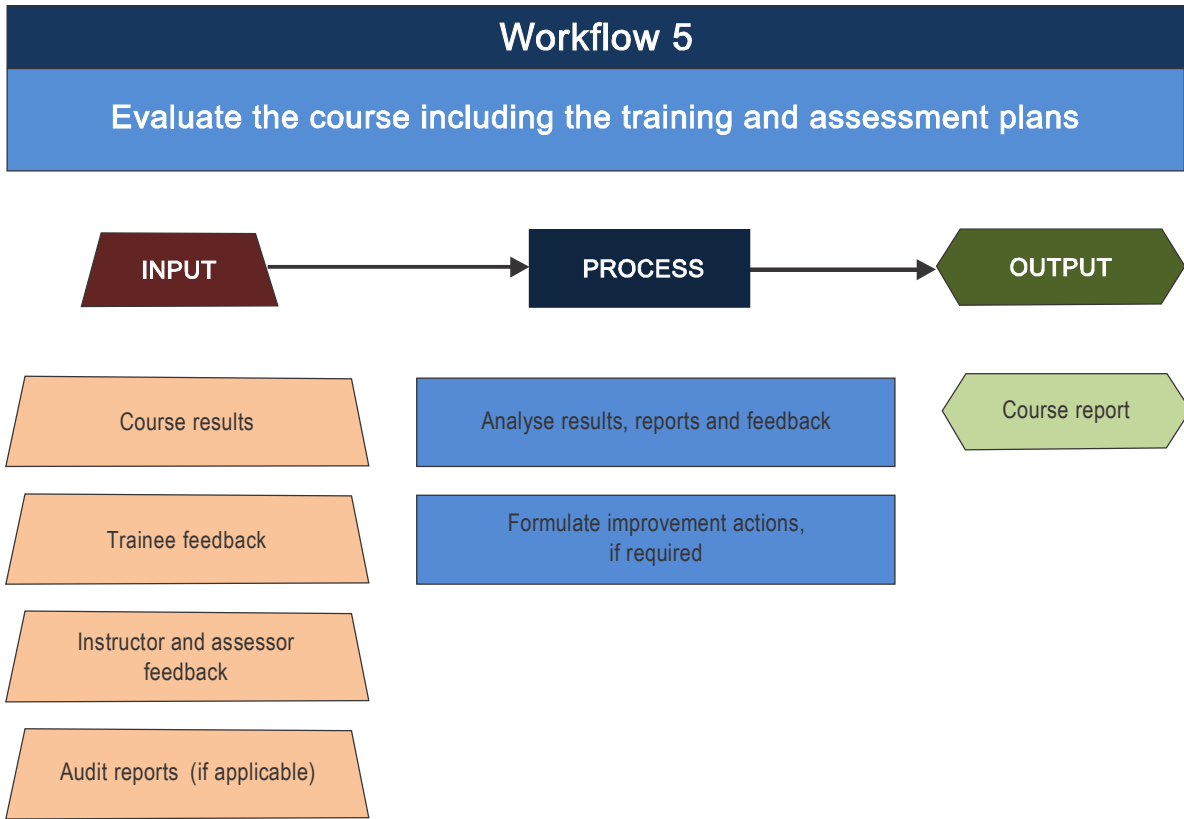 Workflow 5
Evaluate the course including the training and assessment plans
INPUT
PROCESS
OUTPUT
Course results
Analyse results, reports and feedback
Course report
Trainee feedback
Formulate improvement actions,
if required
Instructor and assessor
feedback
Audit reports (if applicable)